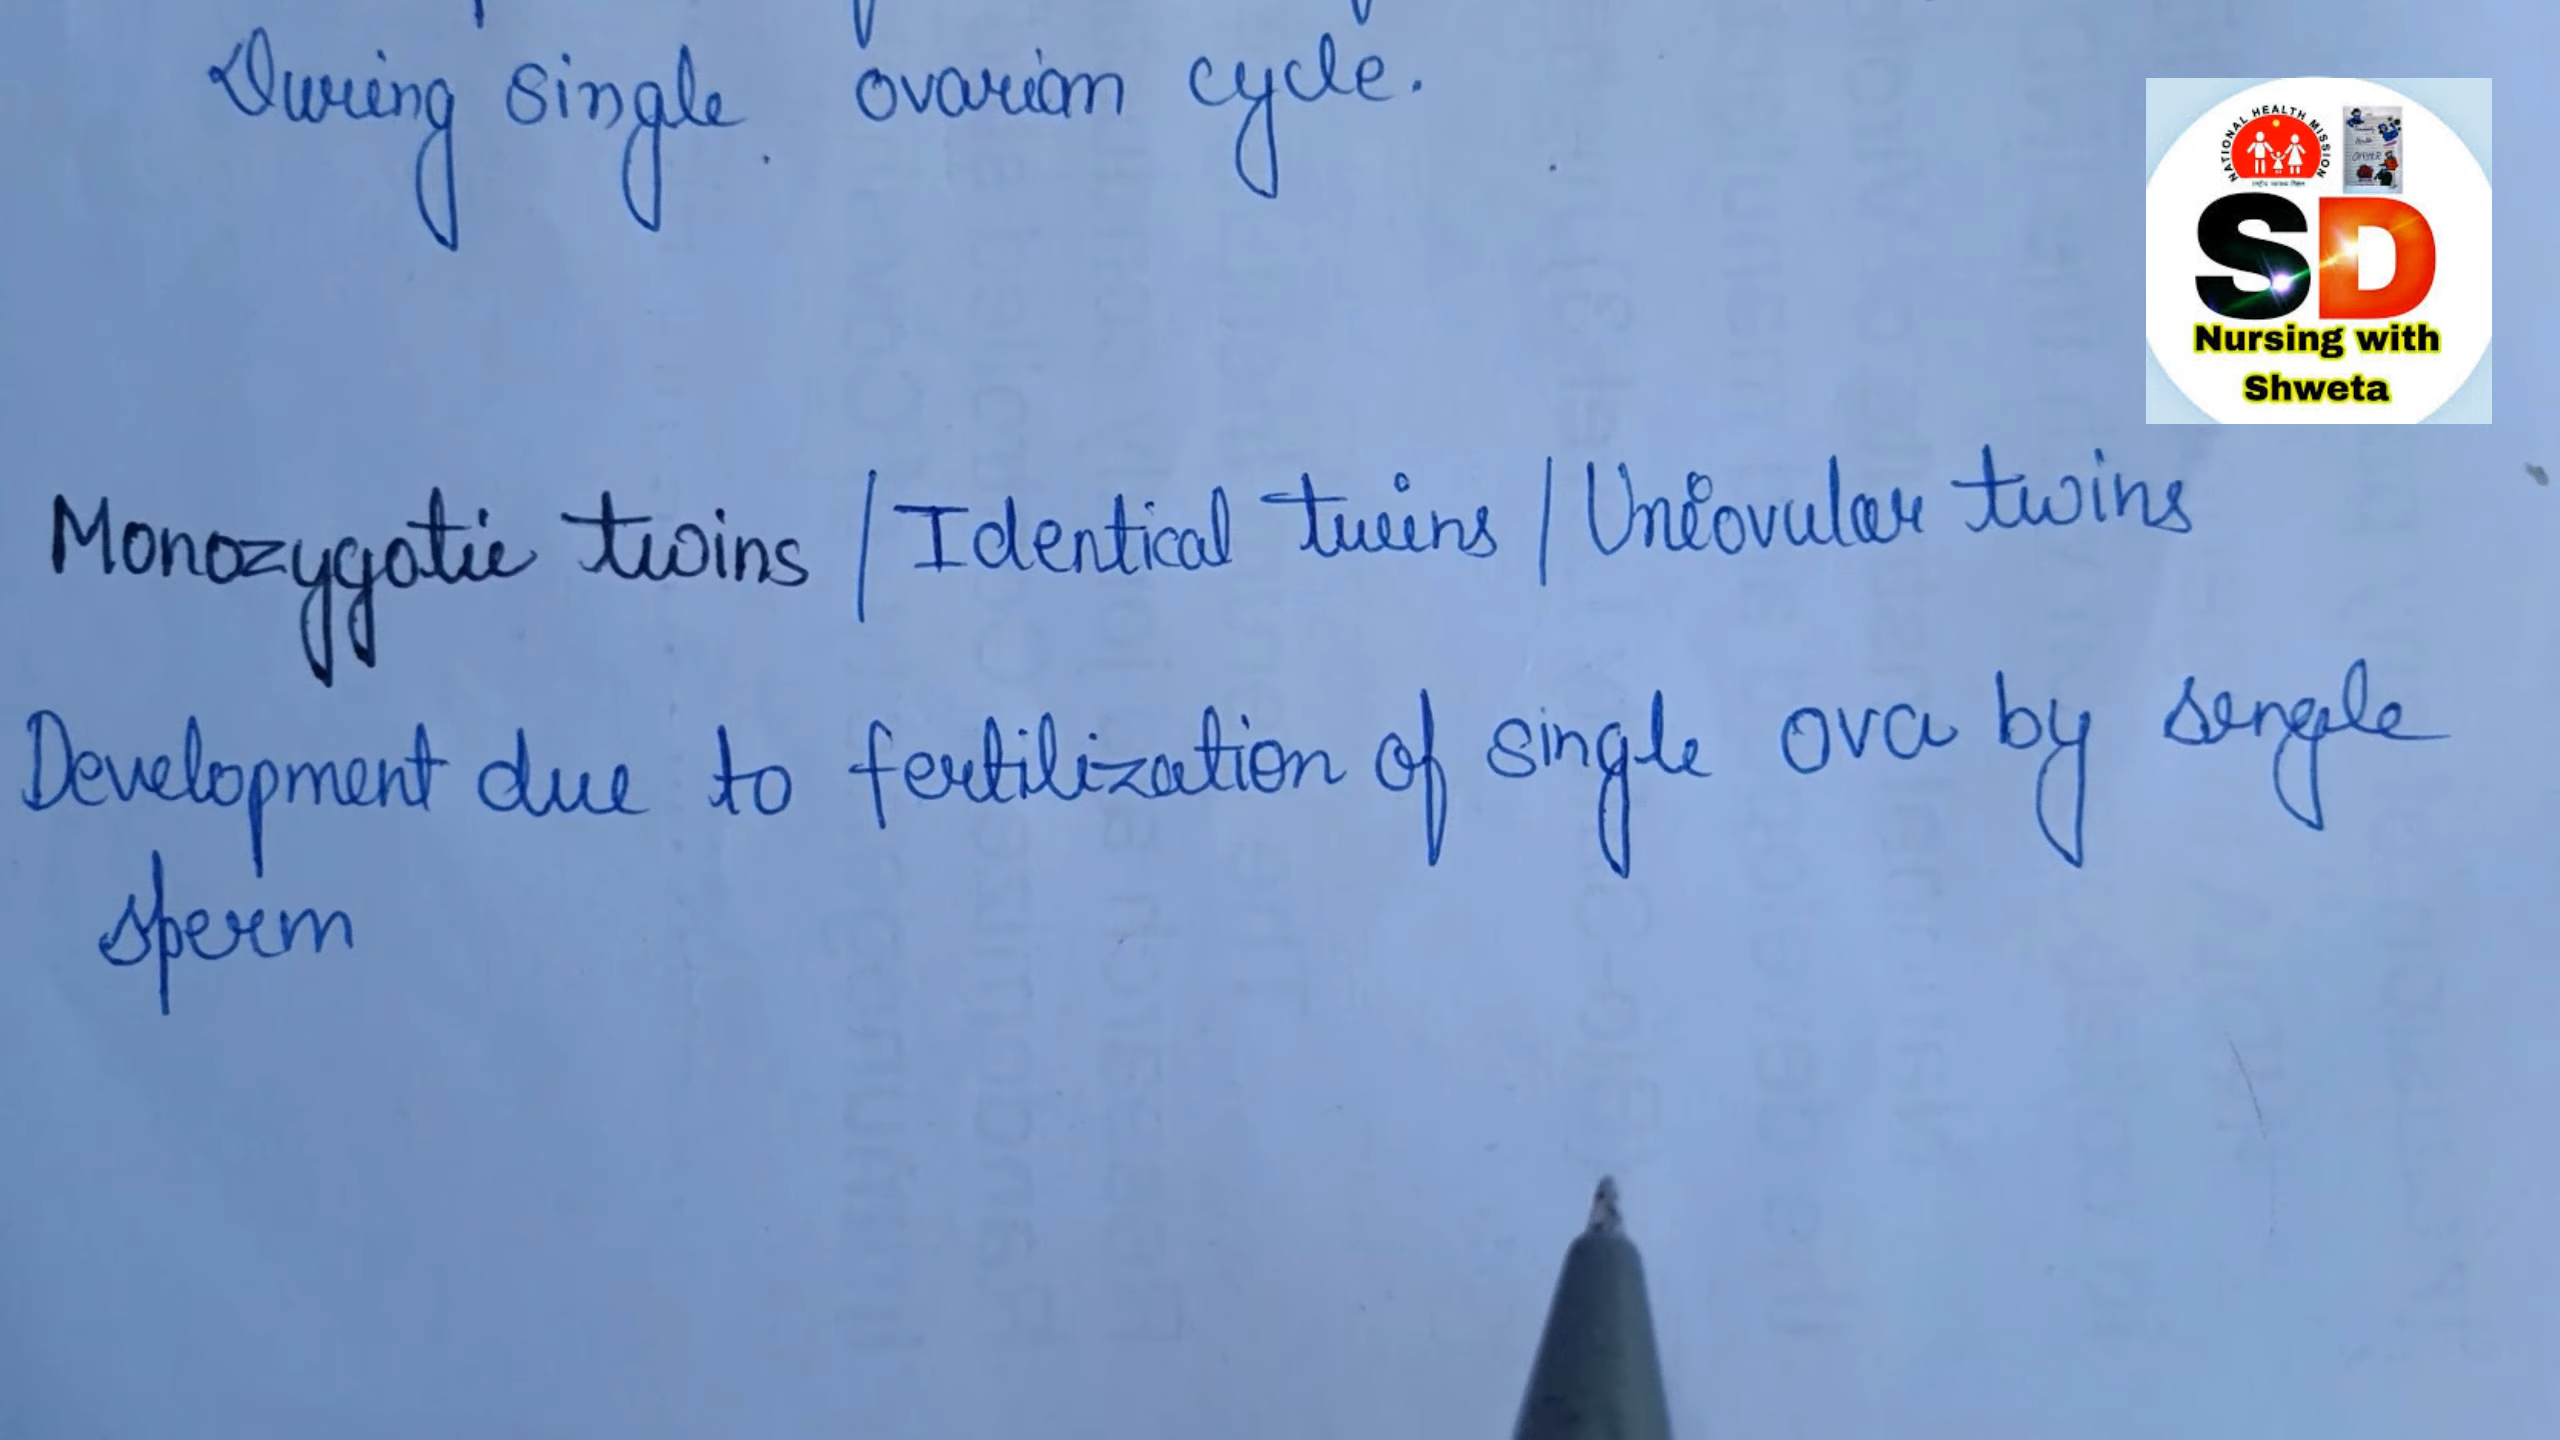 During single ovarian cycle.
NATIONAL HEALTH MISSION
SD
Nursing with
Shweta
Monozygotic twins / Identical twins / Uniovular twins
Development due to fertilization of single ova by single
sperm